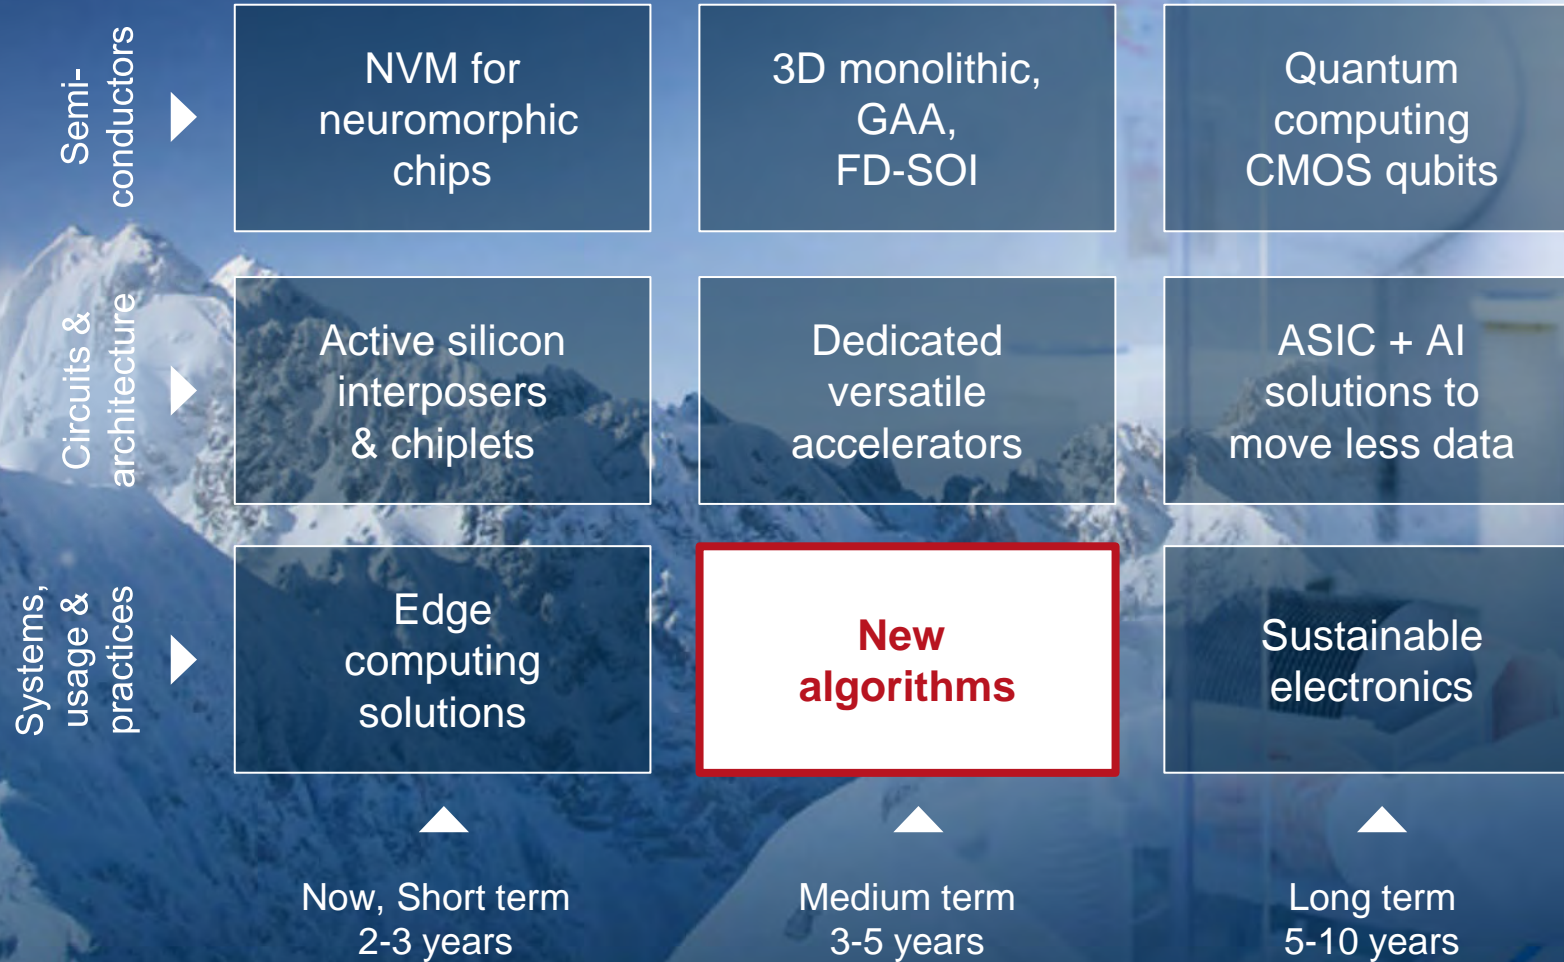 Semi-
conductors
NVM for
neuromorphic
chips
3D monolithic,
GAA,
FD-SOI
Quantum
computing
CMOS qubits
Circuits &
architecture
Active silicon
interposers
& chiplets
Dedicated
versatile
accelerators
ASIC + AI
solutions to
move less data
Systems,
usage &
practices
Edge
computing
solutions
New
algorithms
Sustainable
electronics
Now, Short term
2-3 years
Medium term
3-5 years
Long term
5-10 years